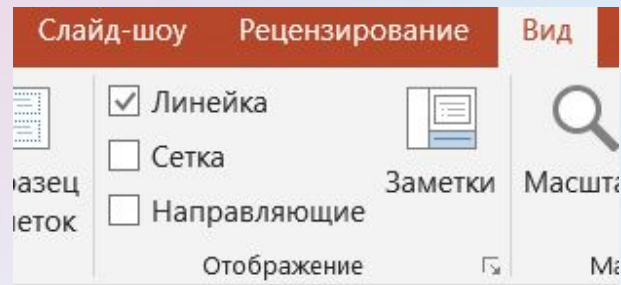 Слайд-шоу Рецензирование Вид
Линейка
Сетка
Направляющие
Заметки
Отображение